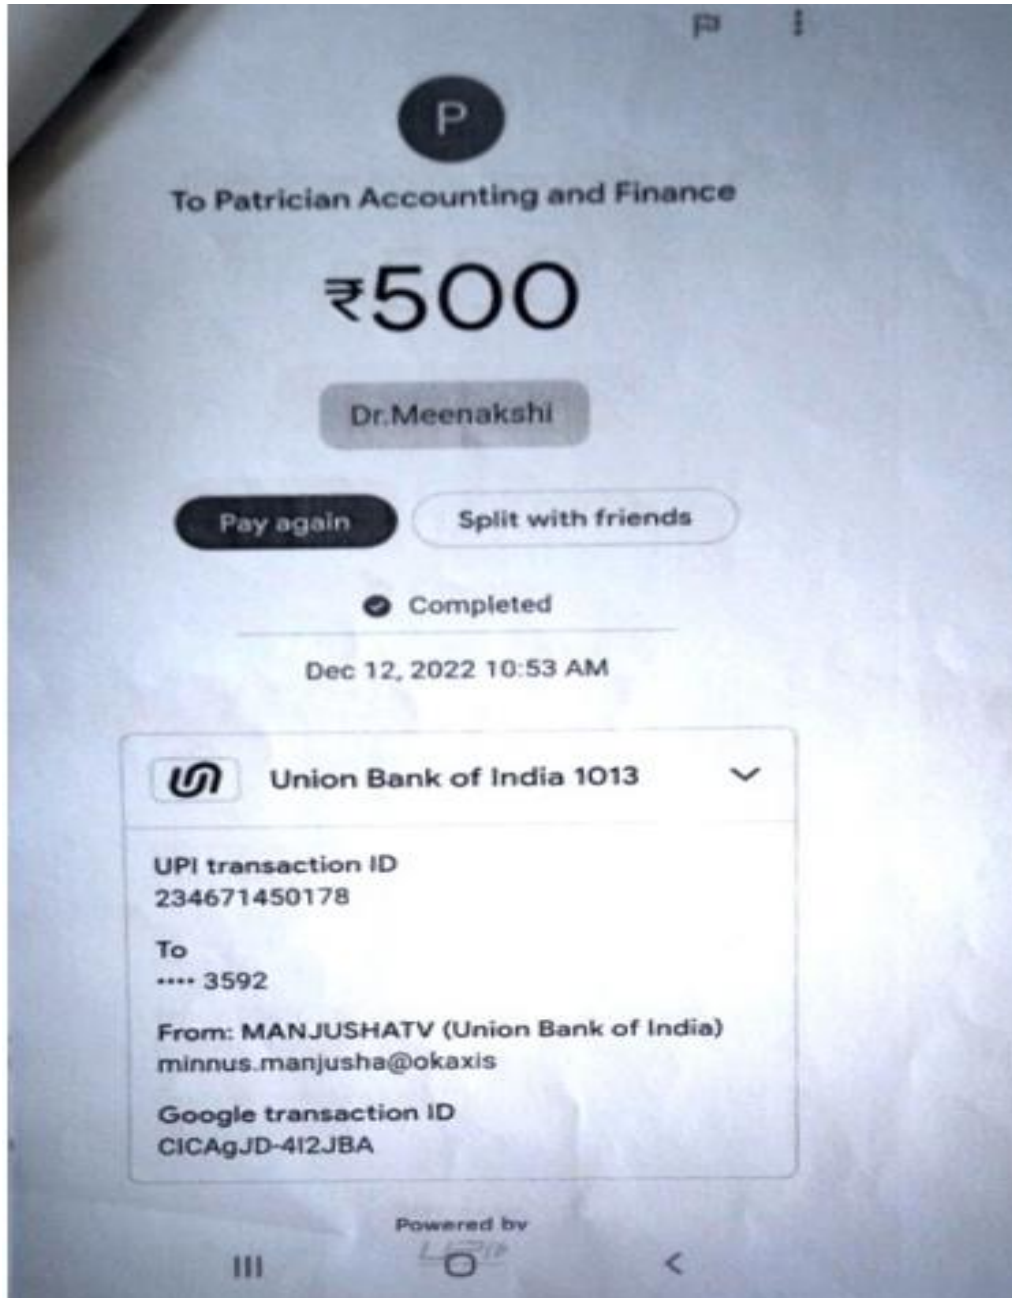 P
To Patrician Accounting and Finance
₹500
Dr.Meenakshi
Pay again
Split with friends
Completed
Dec 12, 2022 10:53 AM
Union Bank of India 1013
UPI transaction ID
234671450178
To
•••• 3592
From: MANJUSHATV (Union Bank of India)
minnus.manjusha@okaxis
Google transaction ID
CICAgJD-4I2JBA
Powered by
UPI